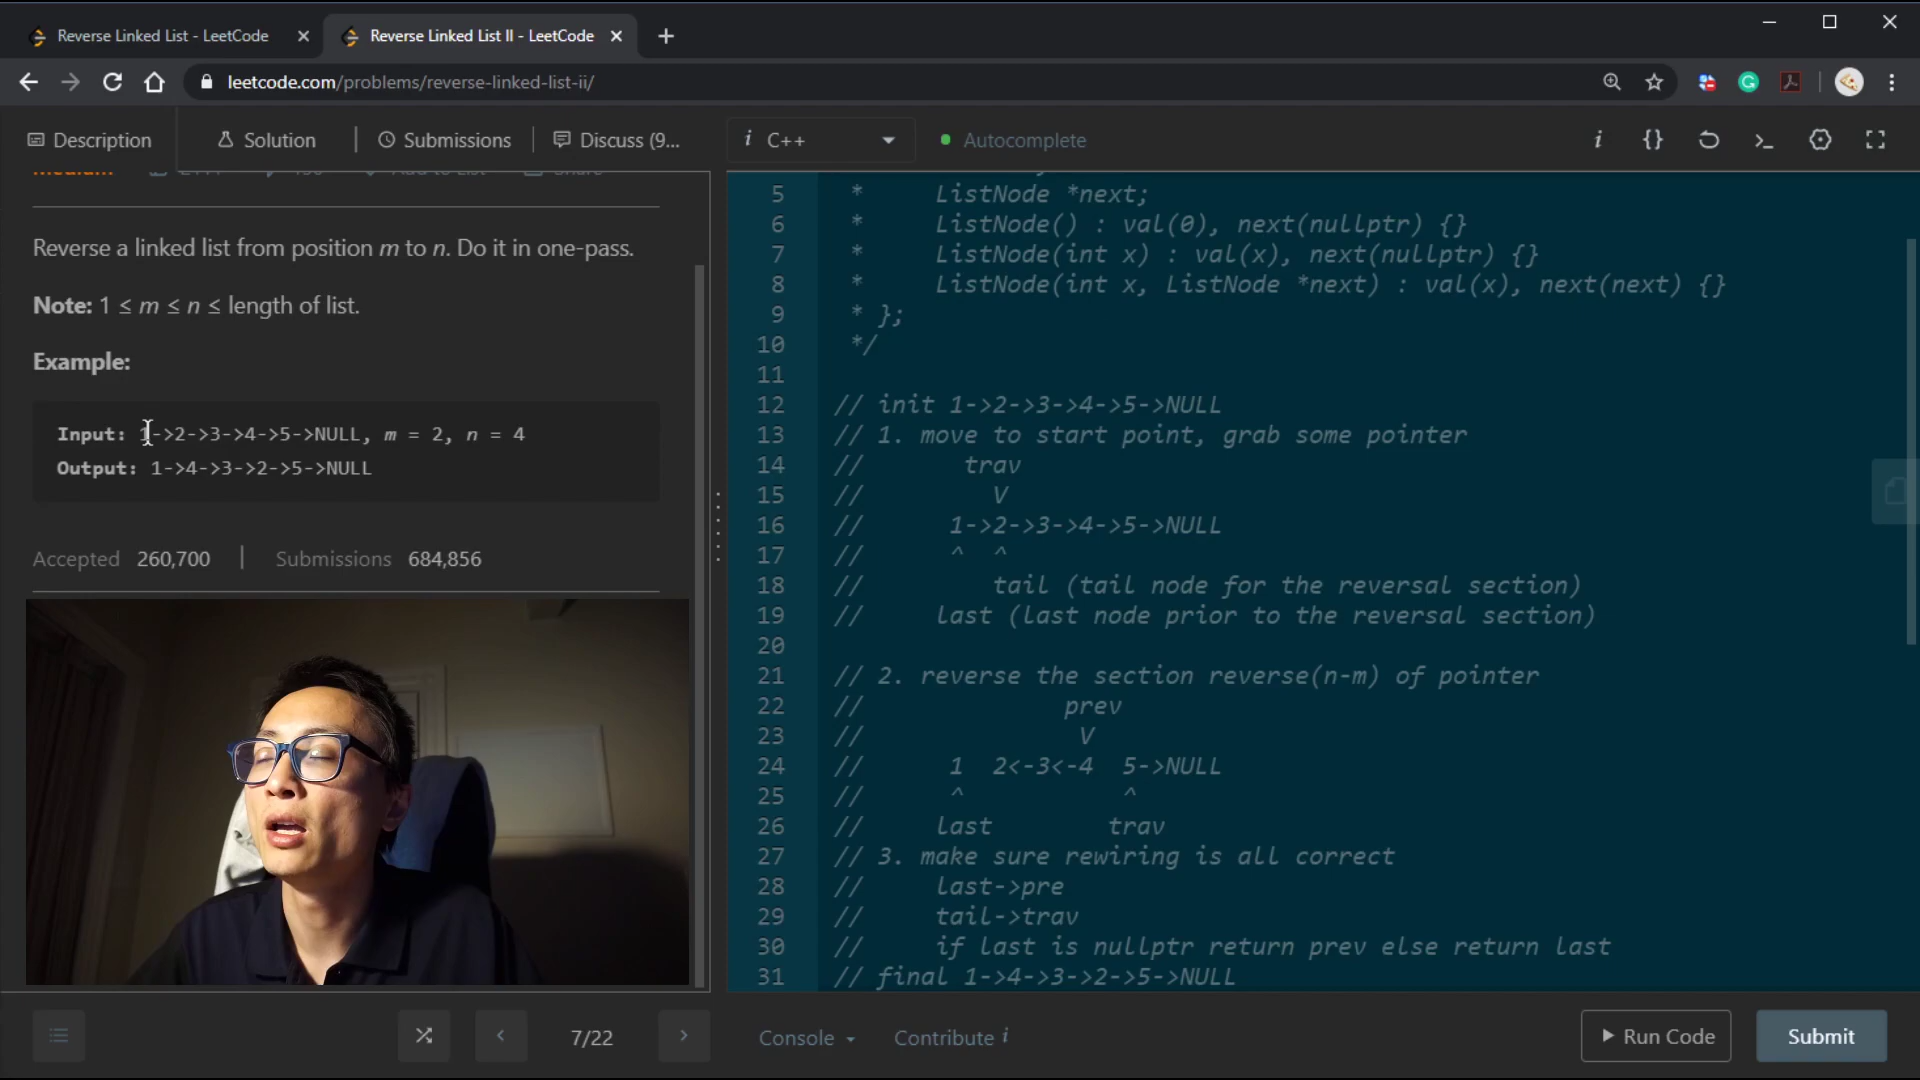 Reverse Linked List - LeetCode
Reverse Linked List II - LeetCode
leetcode.com/problems/reverse-linked-list-ii/
Description
Solution
Submissions
Discuss (9...
i C++
Autocomplete
Medium
Add to List
Share
Reverse a linked list from position m to n. Do it in one-pass.
Note: 1 ≤ m ≤ n ≤ length of list.
Example:
Input: 1->2->3->4->5->NULL, m = 2, n = 4
Output: 1->4->3->2->5->NULL
Accepted 260,700
Submissions 684,856
5 * ListNode *next;
6 * ListNode() : val(0), next(nullptr) {}
7 * ListNode(int x) : val(x), next(nullptr) {}
8 * ListNode(int x, ListNode *next) : val(x), next(next) {}
9 * };
10 */
11
12 // init 1->2->3->4->5->NULL
13 // 1. move to start point, grab some pointer
14 // trav
15 // V
16 // 1->2->3->4->5->NULL
17 // ^ ^
18 // tail (tail node for the reversal section)
19 // last (last node prior to the reversal section)
20
21 // 2. reverse the section reverse(n-m) of pointer
22 // prev
23 // V
24 // 1 2<-3<-4 5->NULL
25 // ^ ^
26 // last trav
27 // 3. make sure rewiring is all correct
28 // last->pre
29 // tail->trav
30 // if last is nullptr return prev else return last
31 // final 1->4->3->2->5->NULL
7/22
Console
Contribute i
Run Code
Submit